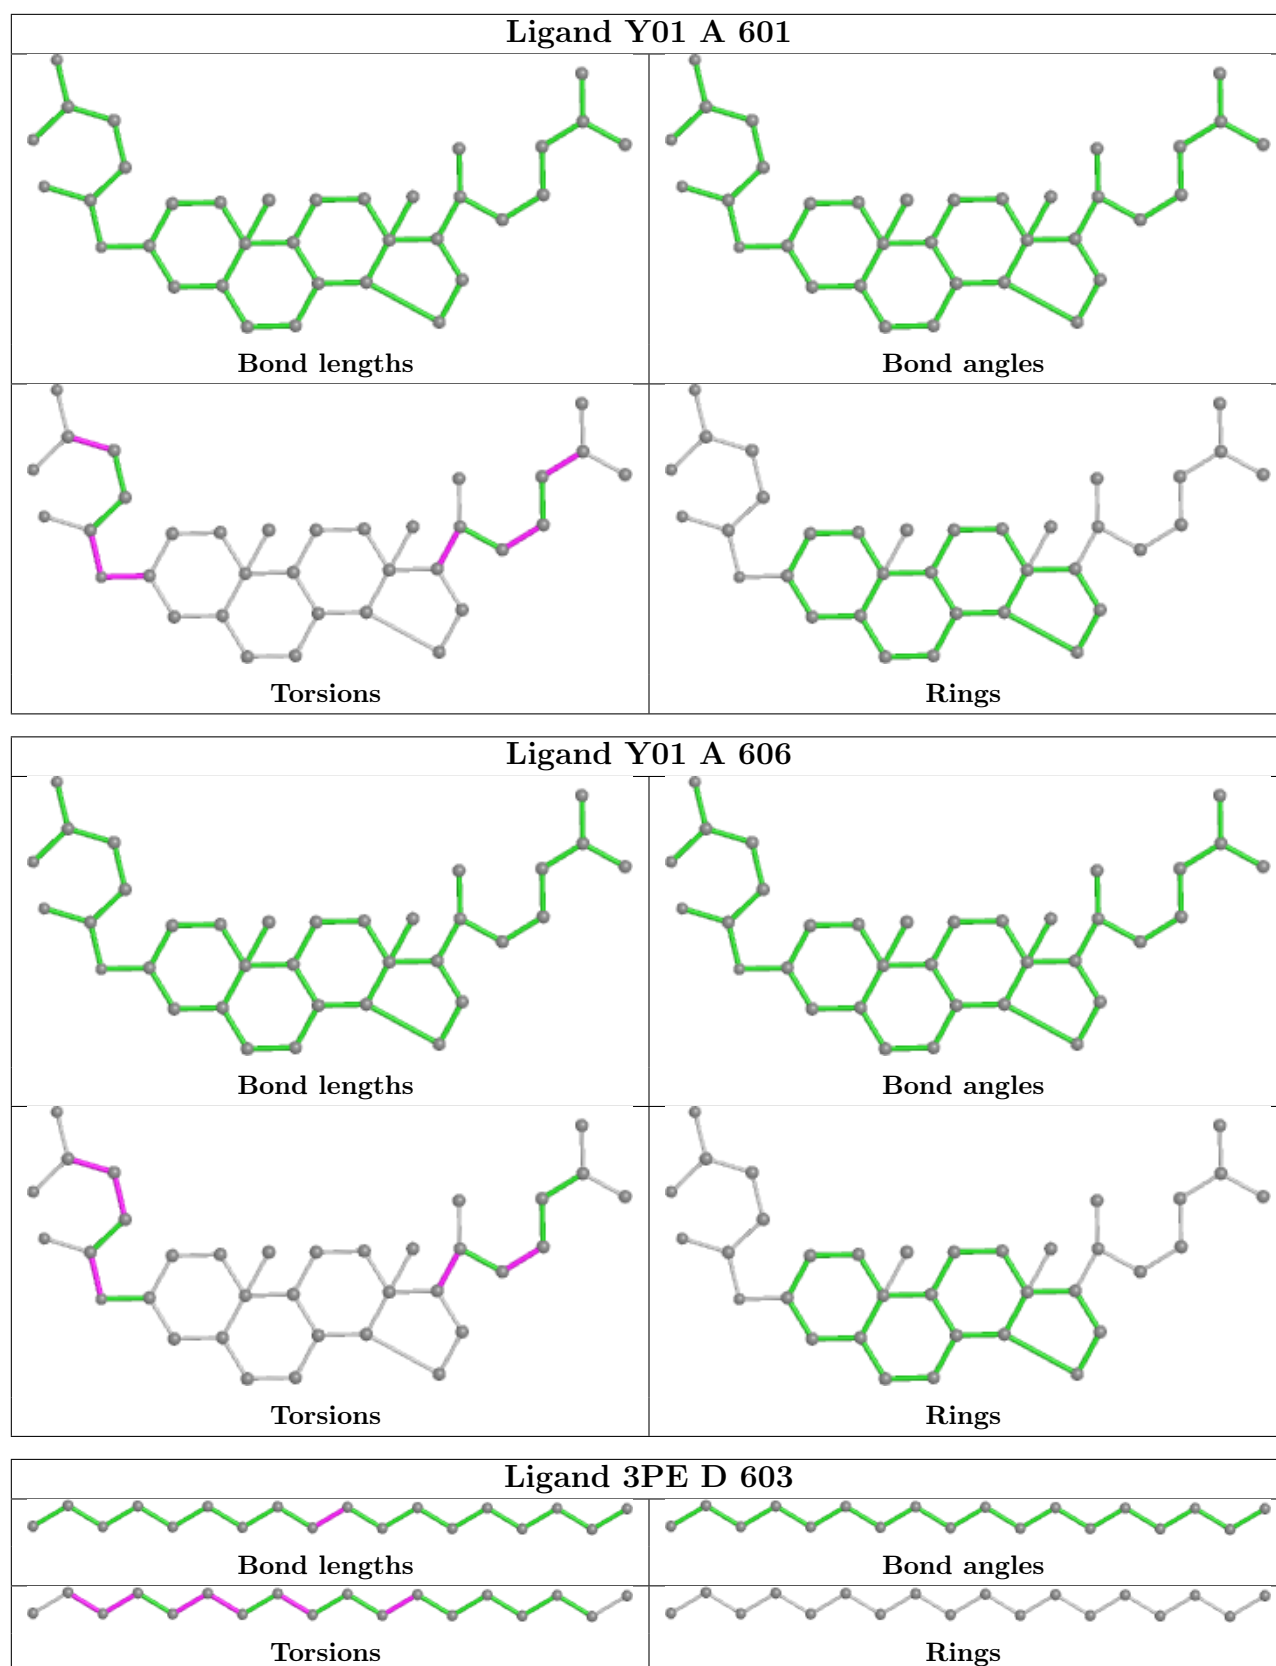 Ligand Y01 A 601
Bond lengths
Bond angles
Torsions
Rings
Ligand Y01 A 606
Bond lengths
Bond angles
Torsions
Rings
Ligand 3PE D 603
Bond lengths
Bond angles
Torsions
Rings